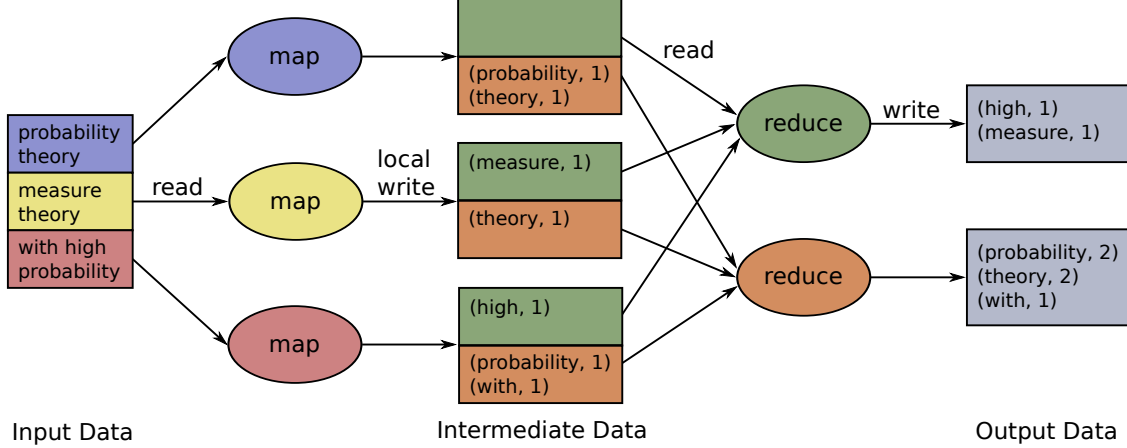 probability
theory
measure
theory
with high
probability
Input Data
read
map
map
map
local
write
(probability, 1)
(theory, 1)
(measure, 1)
(theory, 1)
(high, 1)
(probability, 1)
(with, 1)
Intermediate Data
read
reduce
reduce
write
(high, 1)
(measure, 1)
(probability, 2)
(theory, 2)
(with, 1)
Output Data